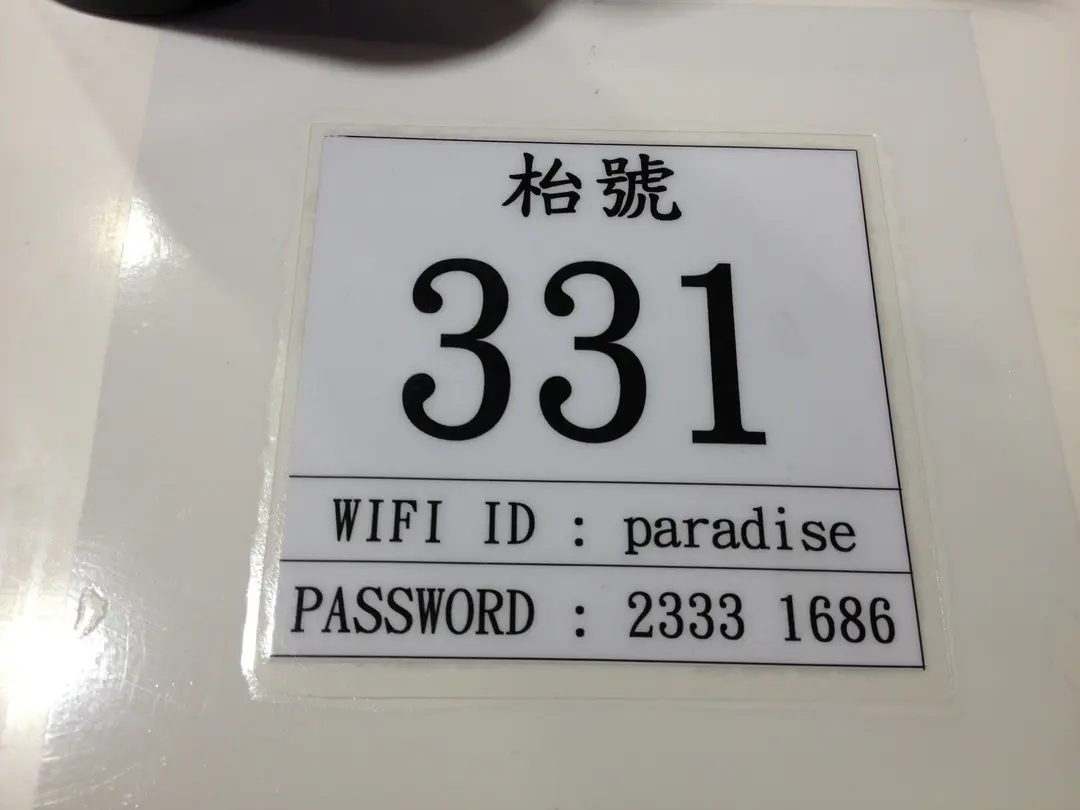 枱號
331
WIFI ID : paradise
PASSWORD : 2333 1686